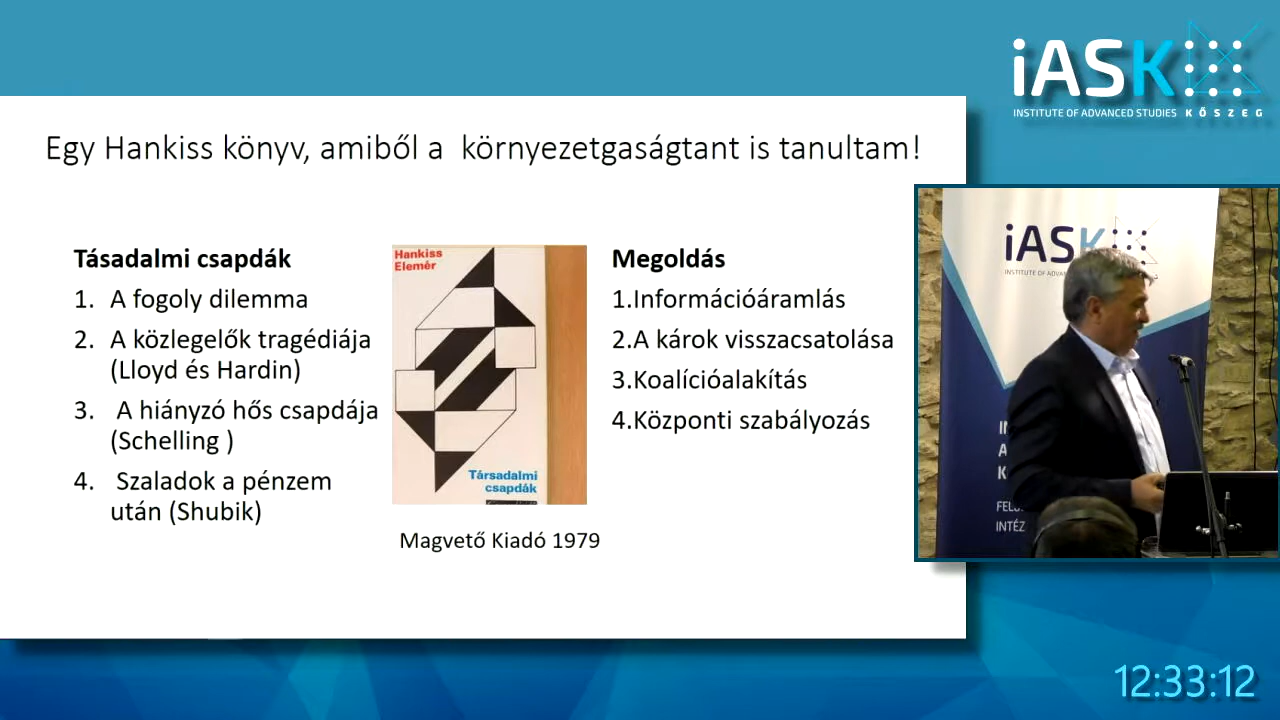 iASK
INSTITUTE OF ADVANCED STUDIES KŐSZEG
Egy Hankiss könyv, amiből a környezetgaságtant is tanultam!
Tásadalmi csapdák
1. A fogoly dilemma
2. A közlegelők tragédiája
(Lloyd és Hardin)
3. A hiányzó hős csapdája
(Schelling )
4. Szaladok a pénzem
után (Shubik)
Hankiss
Elemér
Társadalmi
csapdák
Magvető Kiadó 1979
Megoldás
1.Információáramlás
2.A károk visszacsatolása
3.Koalícióalakítás
4.Központi szabályozás
iASK
INSTITUTE OF
INTÉZ
12:33:12